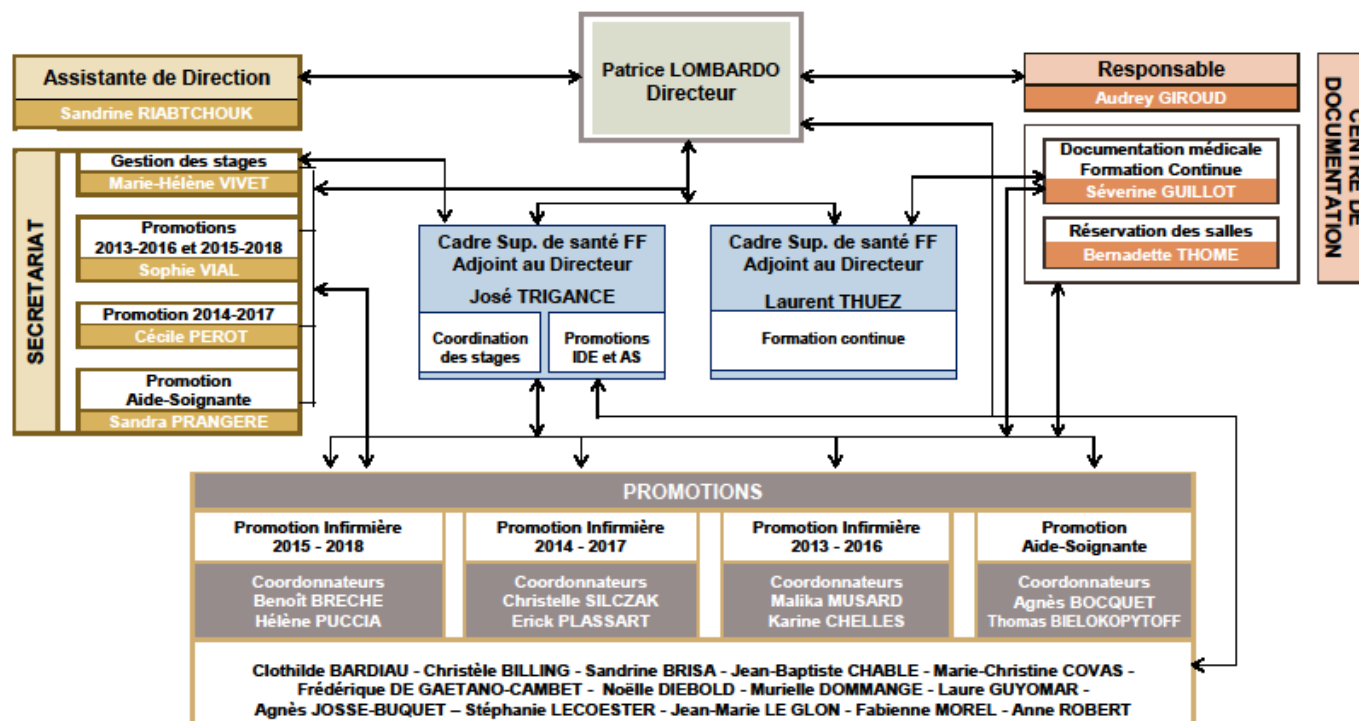 Patrice LOMBARDO
Directeur
Assistante de Direction
Sandrine RIABTCHOUK
Responsable
Audrey GIROUD
CENTRE DE
DOCUMENTATION
SECRETARIAT
Gestion des stages
Marie-Hélène VIVET
Promotions
2013-2016 et 2015-2018
Sophie VIAL
Promotion 2014-2017
Cécile PEROT
Promotion
Aide-Soignante
Sandra PRANGERE
Documentation médicale
Formation Continue
Séverine GUILLOT
Réservation des salles
Bernadette THOME
Cadre Sup. de santé FF
Adjoint au Directeur
José TRIGANCE
Coordination
des stages
Promotions
IDE et AS
Cadre Sup. de santé FF
Adjoint au Directeur
Laurent THUEZ
Formation continue
PROMOTIONS
Promotion Infirmière
2015 - 2018
Coordonnateurs
Benoît BRECHE
Hélène PUCCIA
Promotion Infirmière
2014 - 2017
Coordonnateurs
Christelle SILCZAK
Erick PLASSART
Promotion Infirmière
2013 - 2016
Coordonnateurs
Malika MUSARD
Karine CHELLES
Promotion
Aide-Soignante
Coordonnateurs
Agnès BOCQUET
Thomas BIELOKOPYTOFF
Clothilde BARDIAU - Christèle BILLING - Sandrine BRISA - Jean-Baptiste CHABLE - Marie-Christine COVAS -
Frédérique DE GAETANO-CAMBET - Noëlle DIEBOLD - Murielle DOMMANGE - Laure GUYOMAR -
Agnès JOSSE-BUQUET – Stéphanie LECOESTER - Jean-Marie LE GLON - Fabienne MOREL - Anne ROBERT